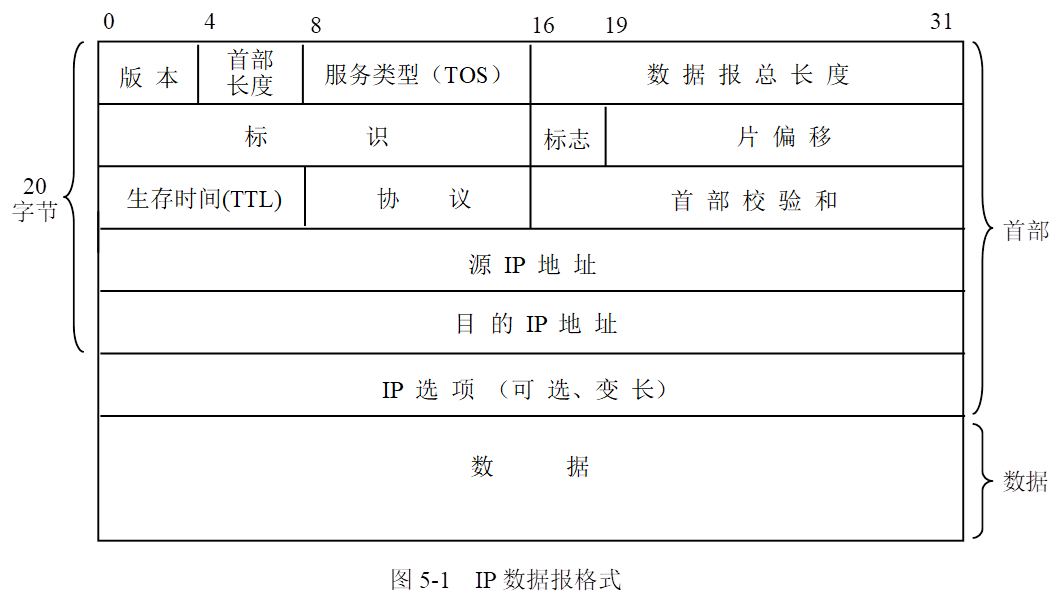 0 4 8 16 19 31
版 本 首部 长度 服务类型（TOS） 数 据 报 总 长 度
标 识 标志 片 偏 移
20 字节
生存时间(TTL) 协 议 首 部 校 验 和
首部
源 IP 地 址
目 的 IP 地 址
IP 选 项 （可 选、变 长）
数 据
数据
图 5-1 IP 数据报格式